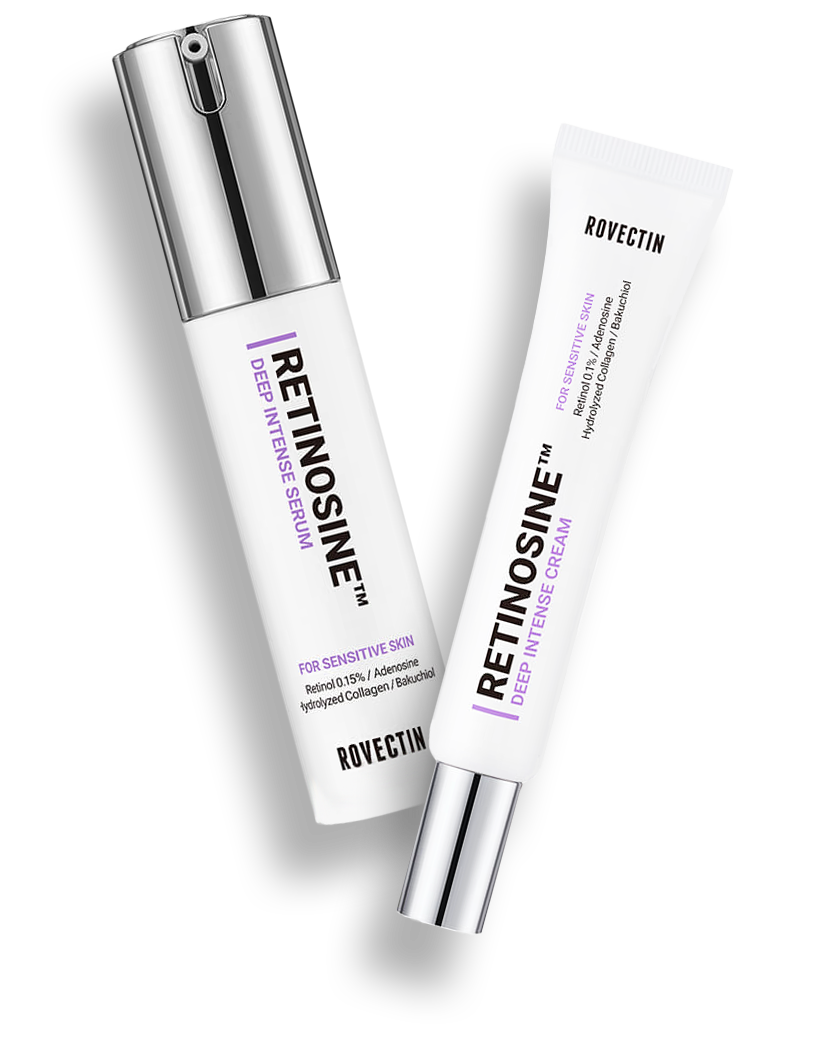 RETINOSINE™
DEEP INTENSE SERUM
FOR SENSITIVE SKIN
Retinol 0.15% / Adenosine
Hydrolyzed Collagen / Bakuchiol
ROVECTIN
ROVECTIN
FOR SENSITIVE SKIN
Retinol 0.1% / Adenosine
Hydrolyzed Collagen / Bakuchiol
RETINOSINE™
DEEP INTENSE CREAM